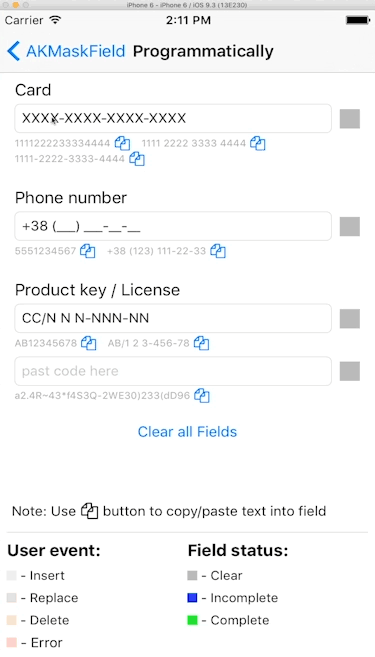 iPhone 6 - iPhone 6 / iOS 9.3 (13E230)
Carrier 2:11 PM
AKMaskField Programmatically
Card
XXXX-XXXX-XXXX-XXXX
1111222233334444 1111 2222 3333 4444
1111-2222-3333-4444
Phone number
+38 (___) ___-__-__
5551234567 +38 (123) 111-22-33
Product key / License
CC/N N N-NNN-NN
AB12345678 AB/1 2 3-456-78
past code here
a2.4R~43*f4S3Q-2WE30)233(dD96
Clear all Fields
Note: Use button to copy/paste text into field
User event: Field status:
- Insert - Clear
- Replace - Incomplete
- Delete - Complete
- Error